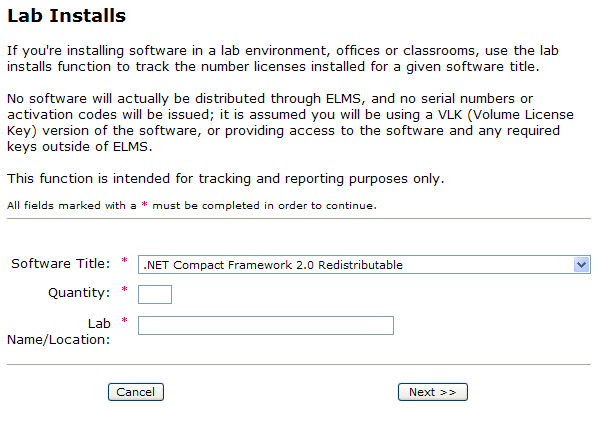 Lab Installs
If you're installing software in a lab environment, offices or classrooms, use the lab
installs function to track the number licenses installed for a given software title.
No software will actually be distributed through ELMS, and no serial numbers or
activation codes will be issued; it is assumed you will be using a VLK (Volume License
Key) version of the software, or providing access to the software and any required
keys outside of ELMS.
This function is intended for tracking and reporting purposes only.
All fields marked with a * must be completed in order to continue.
Software Title: * .NET Compact Framework 2.0 Redistributable
Quantity: *
Lab *
Name/Location:
Cancel Next >>